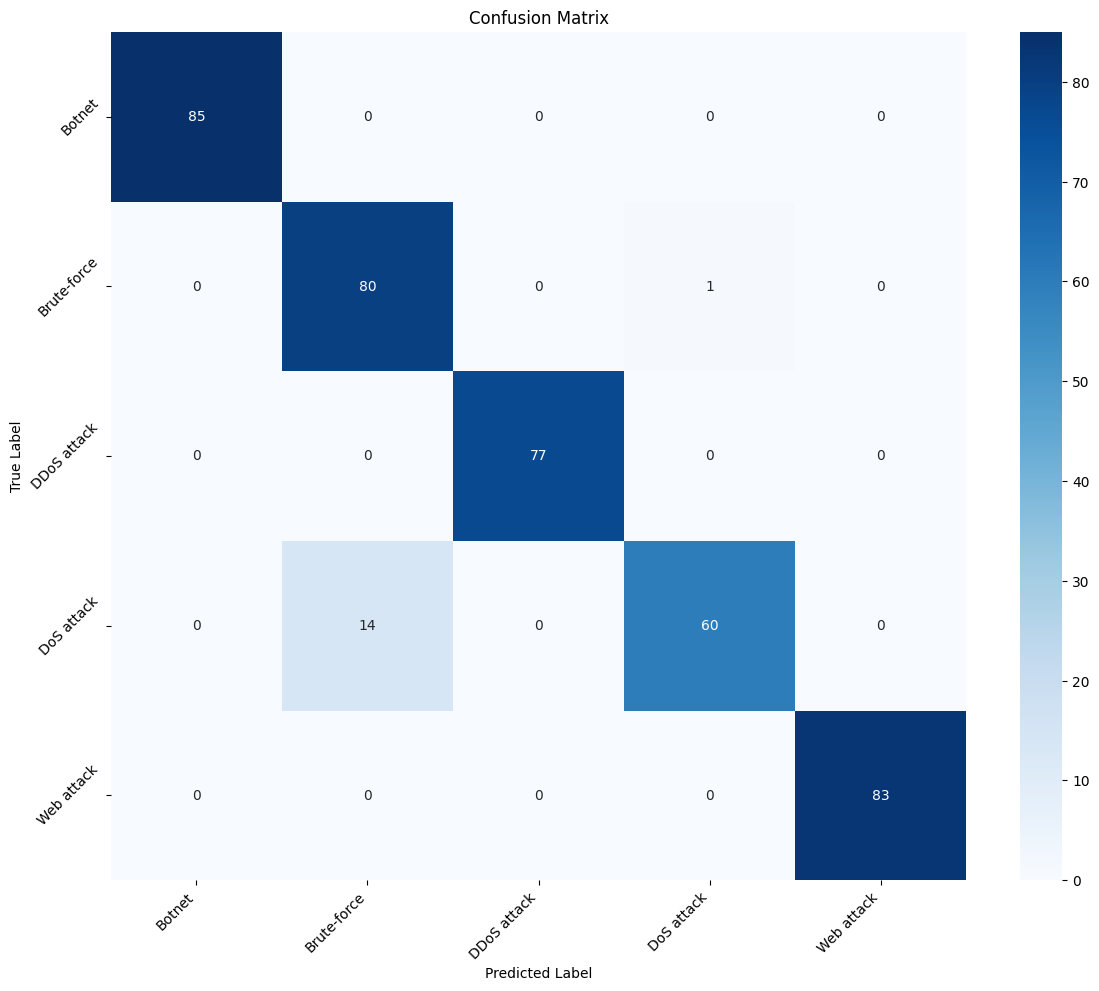 Confusion Matrix
Botnet 85 0 0 0 0
Brute-force 0 80 0 1 0
DDoS attack 0 0 77 0 0
DoS attack 0 14 0 60 0
Web attack 0 0 0 0 83
True Label
Botnet Brute-force DDoS attack DoS attack Web attack
Predicted Label
80
70
60
50
40
30
20
10
0